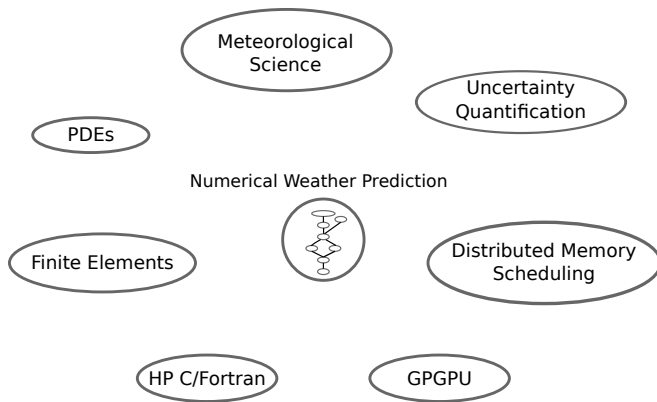 Meteorological
Science
Uncertainty
Quantification
PDEs
Numerical Weather Prediction
Finite Elements
Distributed Memory
Scheduling
HP C/Fortran
GPGPU